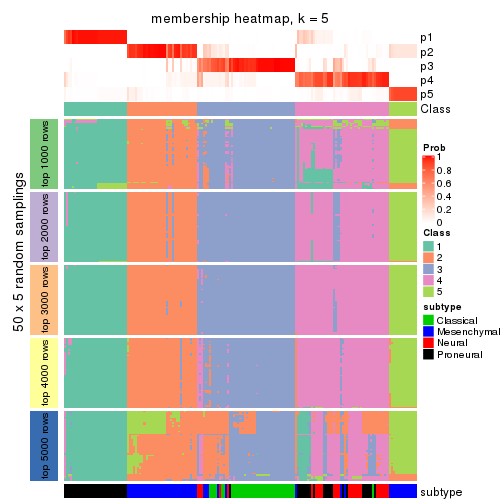 membership heatmap, k = 5
p1
p2
p3
p4
p5
Class
50 x 5 random samplings
top 1000 rows
top 2000 rows
top 3000 rows
top 4000 rows
top 5000 rows
subtype
Prob
1
0.8
0.6
0.4
0.2
0
Class
1
2
3
4
5
subtype
Classical
Mesenchymal
Neural
Proneural